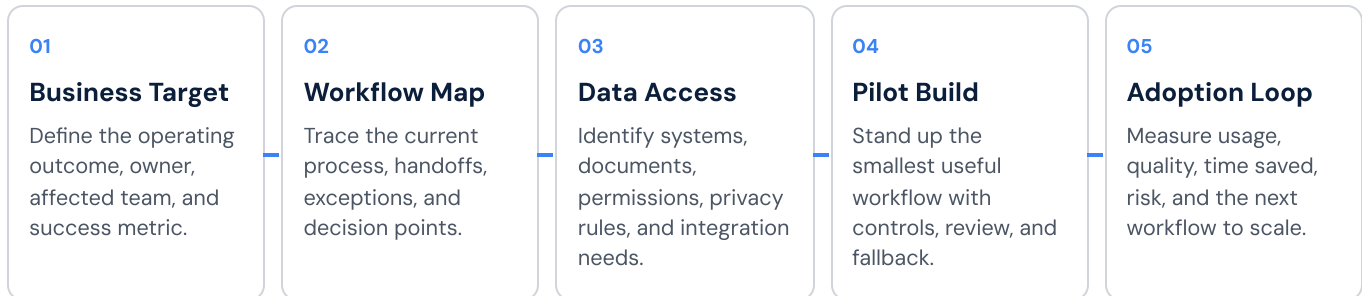 01
Business Target
Define the operating
outcome, owner,
affected team, and
success metric.
02
Workflow Map
Trace the current
process, handoffs,
exceptions, and
decision points.
03
Data Access
Identify systems,
documents,
permissions, privacy
rules, and integration
needs.
04
Pilot Build
Stand up the
smallest useful
workflow with
controls, review, and
fallback.
05
Adoption Loop
Measure usage,
quality, time saved,
risk, and the next
workflow to scale.